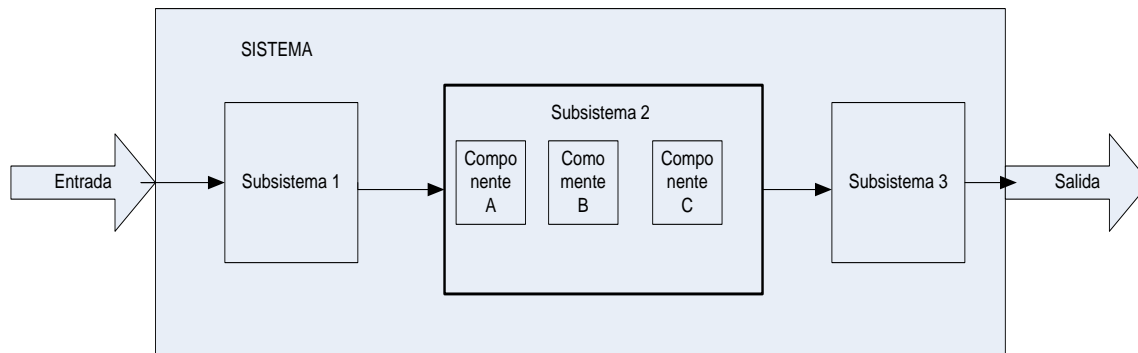 SISTEMA
Subsistema 2
Compo
nente
A
Como
mente
B
Compo
nente
C
Entrada
Subsistema 1
Subsistema 3
Salida